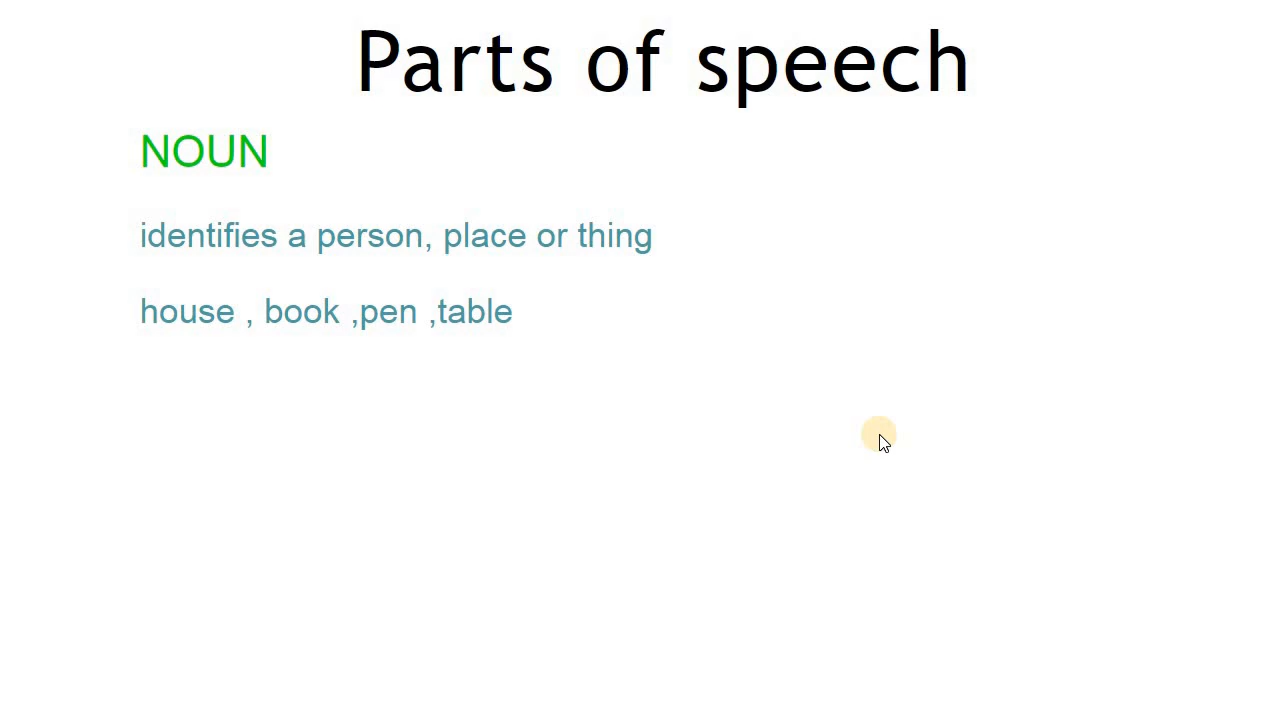 Parts of speech
NOUN
identifies a person, place or thing
house , book ,pen ,table